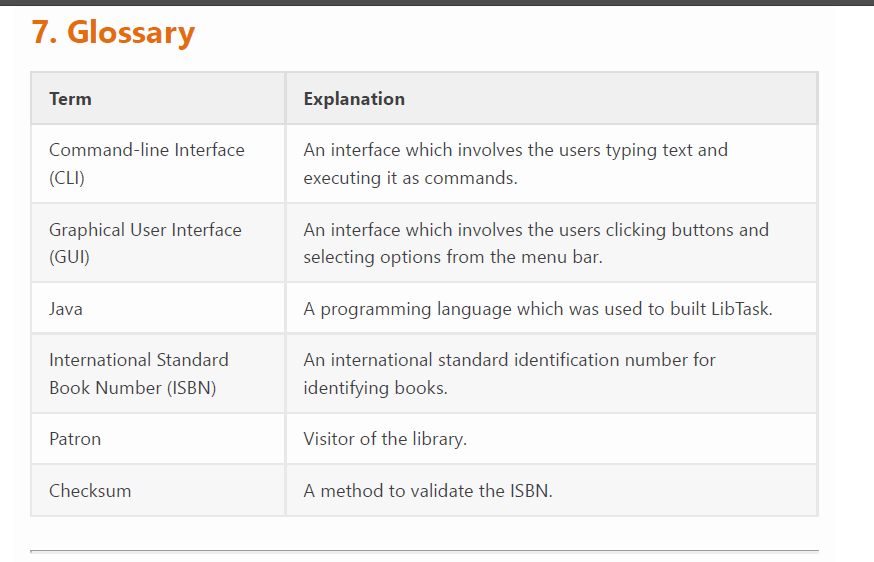 7. Glossary
Term
Explanation
Command-line Interface
(CLI)
An interface which involves the users typing text and
executing it as commands.
Graphical User Interface
(GUI)
An interface which involves the users clicking buttons and
selecting options from the menu bar.
Java
A programming language which was used to built LibTask.
International Standard
Book Number (ISBN)
An international standard identification number for
identifying books.
Patron
Visitor of the library.
Checksum
A method to validate the ISBN.